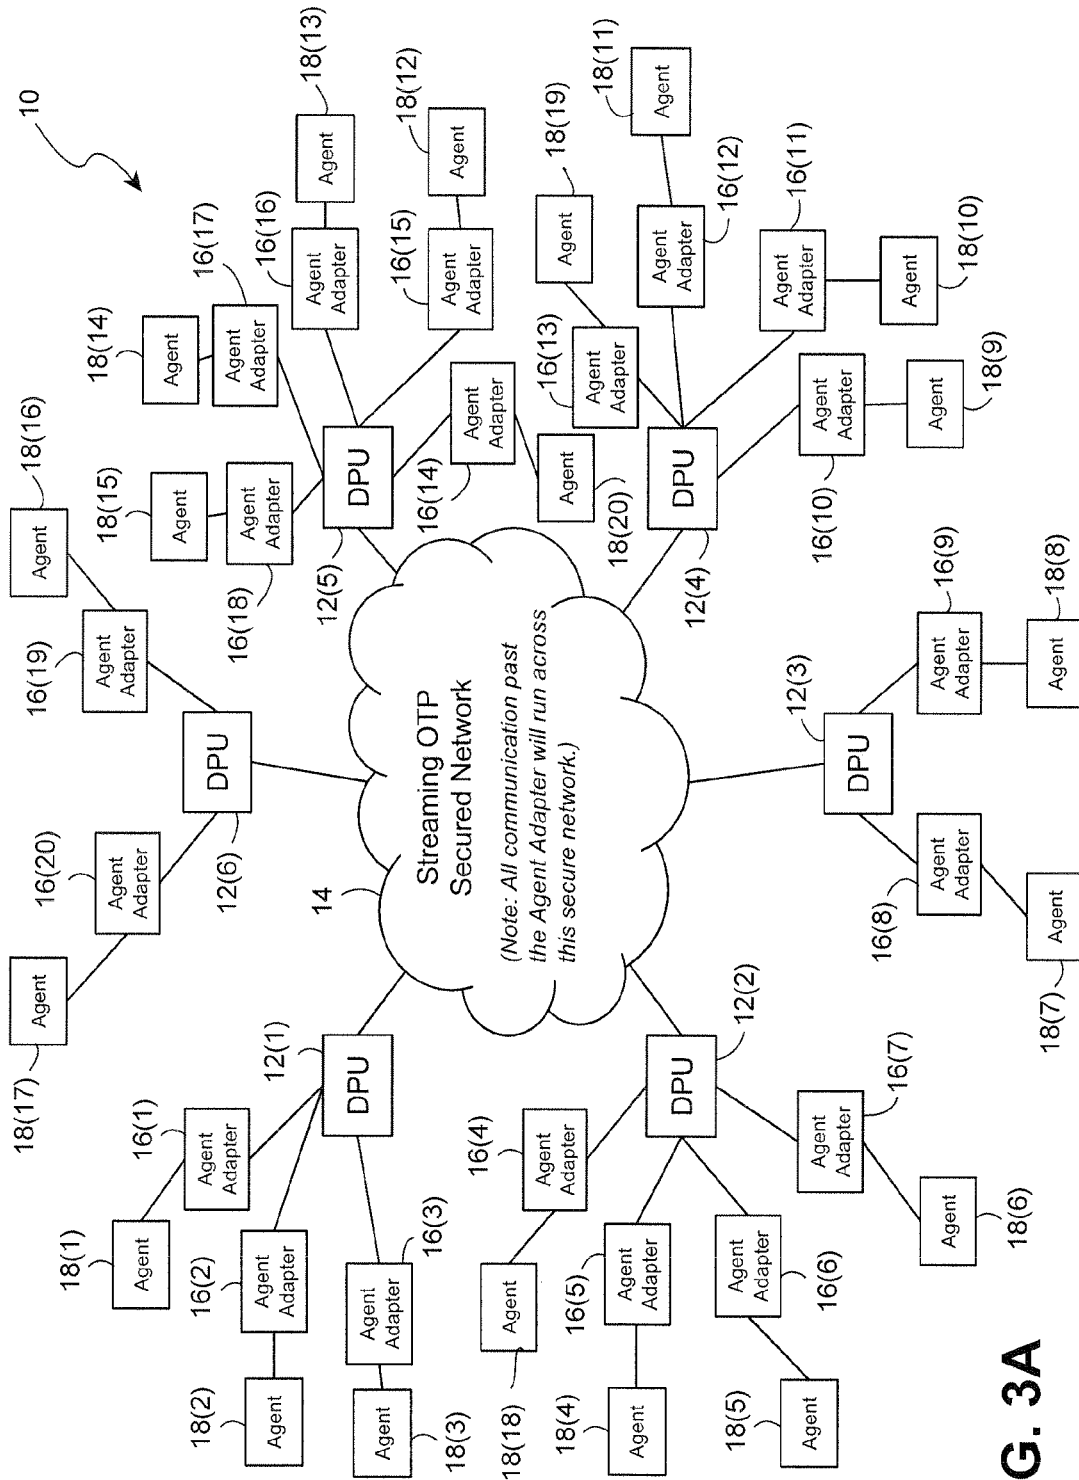 10
18(17)
Agent
16(20)
Agent
Adapter
12(6)
DPU
16(19)
Agent
Adapter
18(16)
Agent
18(1)
Agent
16(1)
Agent
Adapter
18(2)
Agent
16(2)
Agent
Adapter
18(3)
Agent
16(3)
Agent
Adapter
12(1)
DPU
18(15)
Agent
16(18)
Agent
Adapter
18(14)
Agent
16(17)
Agent
Adapter
18(13)
Agent
16(16)
Agent
Adapter
18(12)
Agent
16(15)
Agent
Adapter
16(14)
Agent
Adapter
18(20)
Agent
12(5)
DPU
14
Streaming OTP
Secured Network
(Note: All communication past
the Agent Adapter will run across
this secure network.)
18(18)
Agent
16(4)
Agent
Adapter
18(4)
Agent
16(5)
Agent
Adapter
18(5)
Agent
16(6)
Agent
Adapter
16(7)
Agent
Adapter
18(6)
Agent
12(2)
DPU
12(4)
DPU
16(13)
Agent
Adapter
18(19)
Agent
16(12)
Agent
Adapter
18(11)
Agent
16(11)
Agent
Adapter
18(10)
Agent
16(10)
Agent
Adapter
18(9)
Agent
12(3)
DPU
16(8)
Agent
Adapter
18(7)
Agent
16(9)
Agent
Adapter
18(8)
Agent
G. 3A